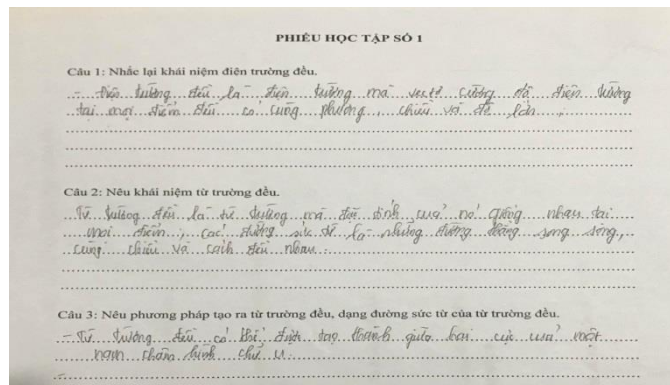 PHIẾU HỌC TẬP SỐ 1
Câu 1: Nhắc lại khái niệm điên trường đều.
- Điện trường đều là điện trường mà vectơ cường độ điện trường
tại mọi điểm đều có cùng phương, chiều và độ lớn.
Câu 2: Nêu khái niệm từ trường đều.
Từ trường đều là từ trường mà đặc tính của nó giống nhau tại
mọi điểm; các đường sức từ là những đường thẳng song song,
cùng chiều và cách đều nhau.
Câu 3: Nêu phương pháp tạo ra từ trường đều, dạng đường sức từ của từ trường đều.
- Từ trường đều có thể được tạo thành giữa hai cực của một
nam châm hình chữ U.